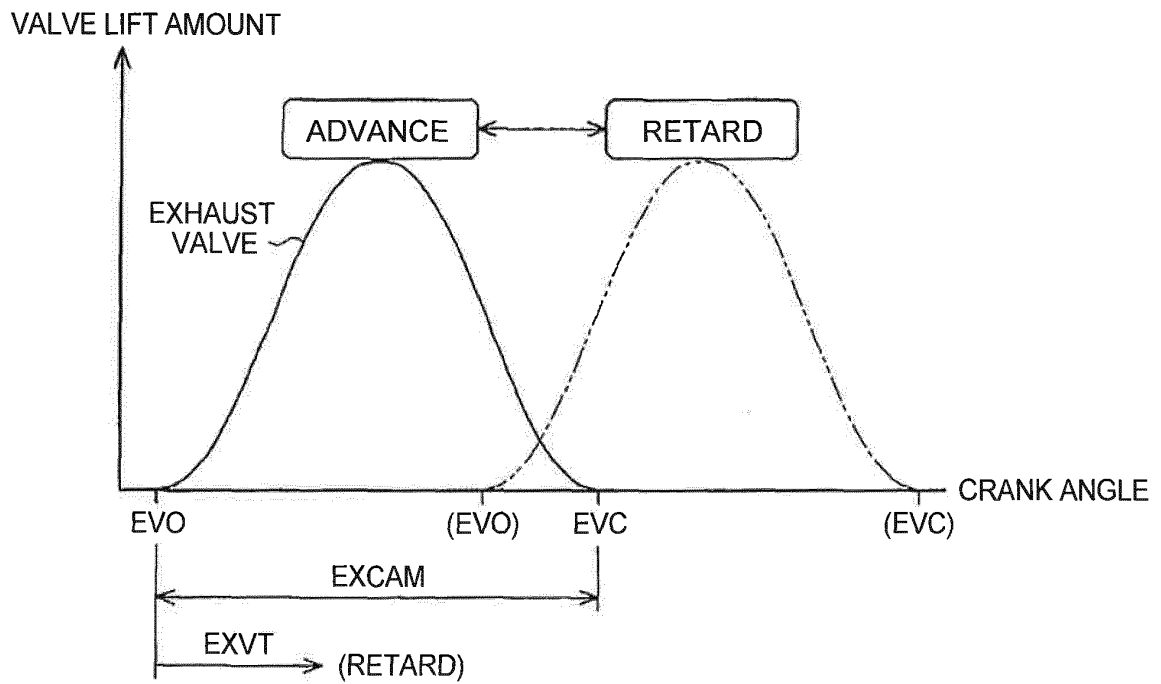 VALVE LIFT AMOUNT
ADVANCE
RETARD
EXHAUST
VALVE
CRANK ANGLE
EVO
(EVO)
EVC
(EVC)
EXCAM
EXVT
(RETARD)